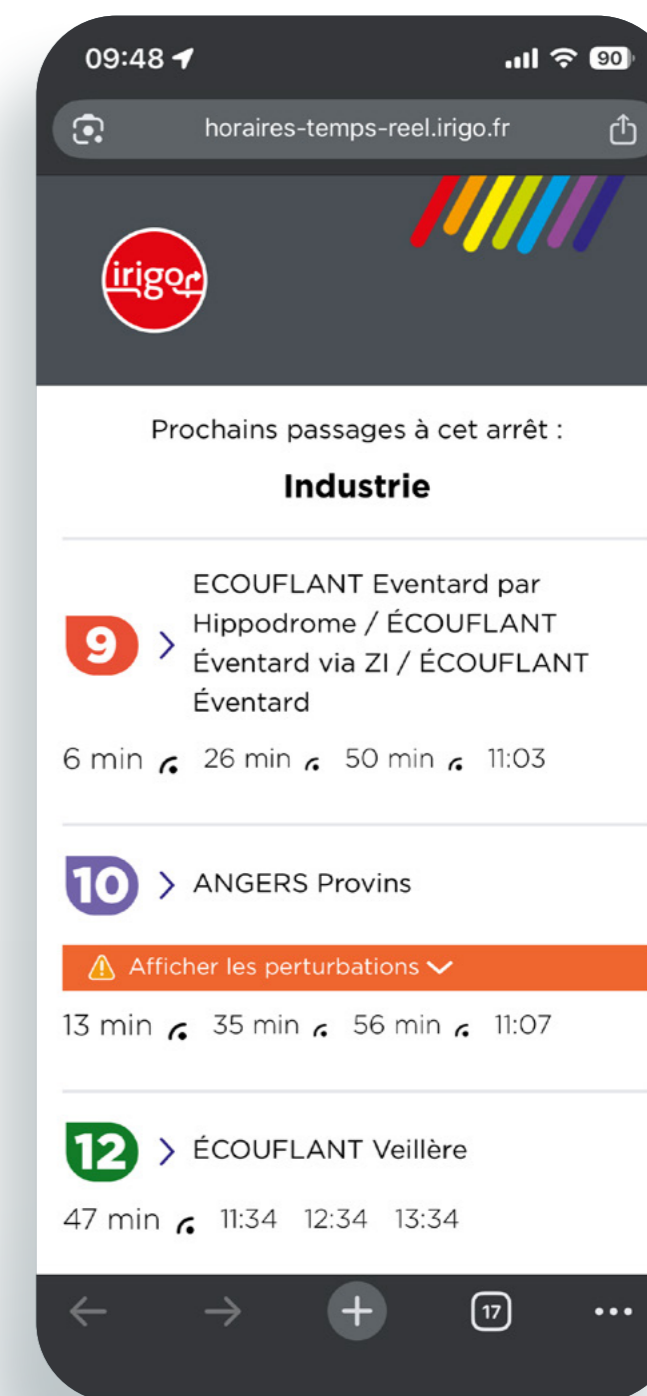 09:48
90
horaires-temps-reel.irigo.fr
irigo
Prochains passages à cet arrêt :
Industrie
ECOUFLANT Eventard par
Hippodrome / ÉCOUFLANT
9 > Éventard via ZI / ÉCOUFLANT
Éventard
6 min 26 min 50 min 11:03
10 > ANGERS Provins
Afficher les perturbations
13 min 35 min 56 min 11:07
12 > ÉCOUFLANT Veillère
47 min 11:34 12:34 13:34
17